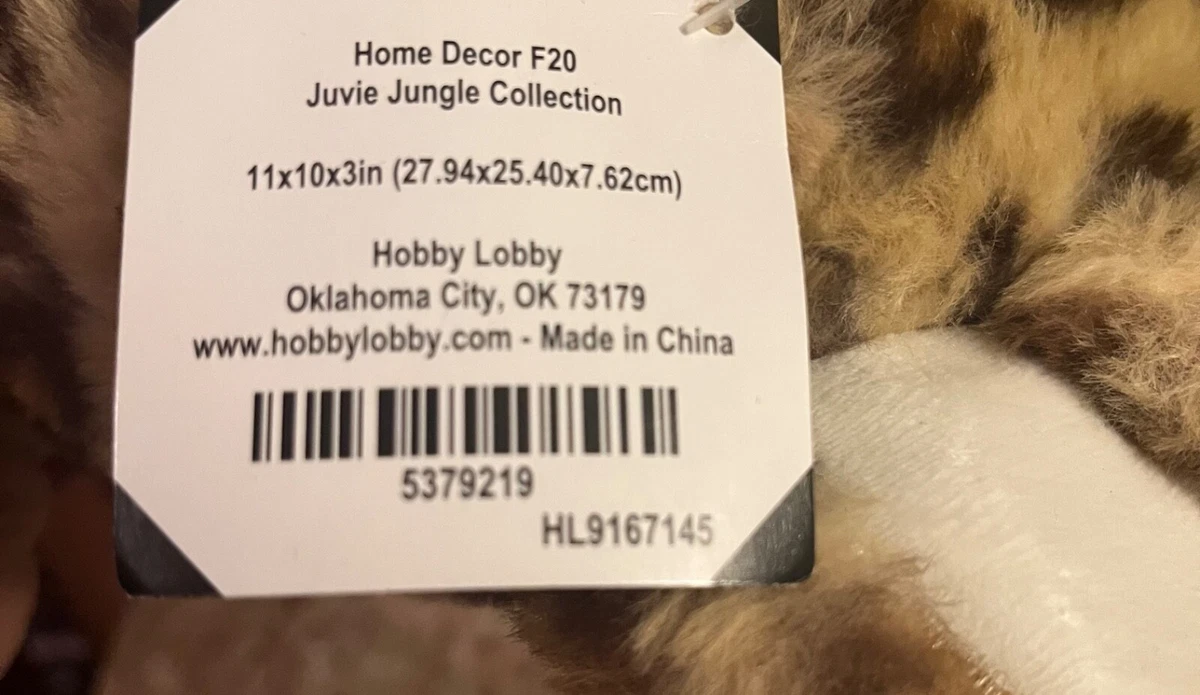 Home Decor F20
Juvie Jungle Collection
11x10x3in (27.94x25.40x7.62cm)
Hobby Lobby
Oklahoma City, OK 73179
www.hobbylobby.com - Made in China
5379219
HL9167145